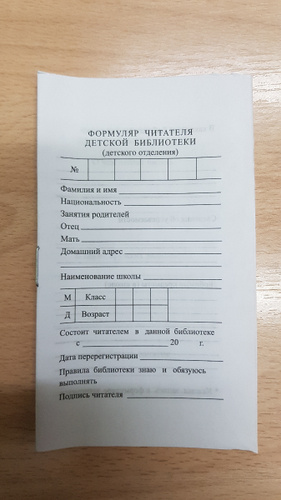 ФОРМУЛЯР ЧИТАТЕЛЯ
ДЕТСКОЙ БИБЛИОТЕКИ
(детского отделения)
№
Фамилия и имя
Национальность
Занятия родителей
Отец
Мать
Домашний адрес
Наименование школы
М Класс
Д Возраст
Состоит читателем в данной библиотеке
с 20 г.
Дата перерегистрации
Правила библиотеки знаю и обязуюсь
выполнять
Подпись читателя